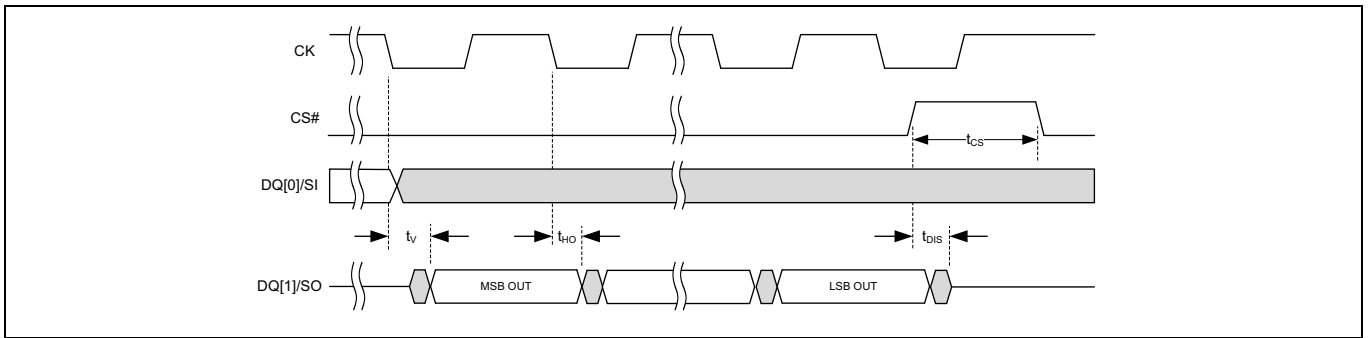 CK
CS#
tCS
DQ[0]/SI
tV
tHO
tDIS
DQ[1]/SO
MSB OUT
LSB OUT